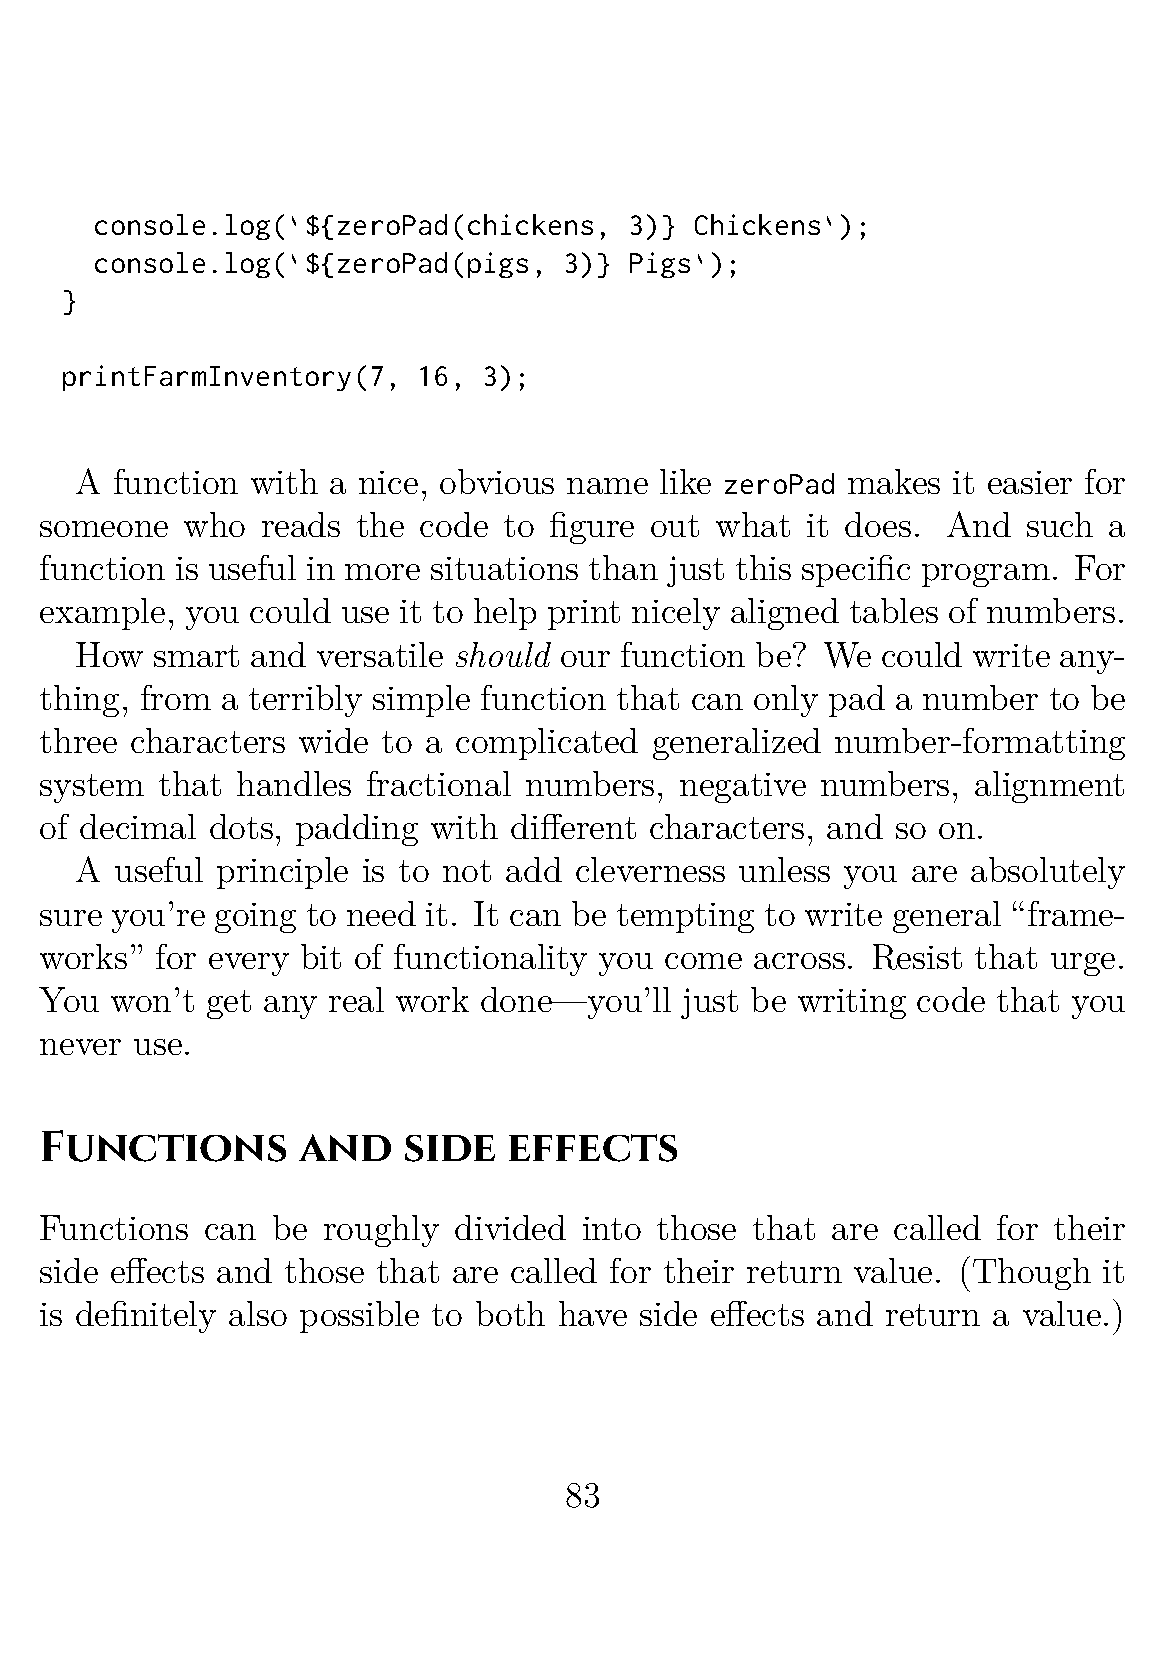 console.log(`${zeroPad(chickens, 3)} Chickens`);
console.log(`${zeroPad(pigs, 3)} Pigs`);
}
printFarmInventory(7, 16, 3);
A function with a nice, obvious name like zeroPad makes it easier for
someone who reads the code to figure out what it does. And such a
function is useful in more situations than just this specific program. For
example, you could use it to help print nicely aligned tables of numbers.
How smart and versatile should our function be? We could write any-
thing, from a terribly simple function that can only pad a number to be
three characters wide to a complicated generalized number-formatting
system that handles fractional numbers, negative numbers, alignment
of decimal dots, padding with different characters, and so on.
A useful principle is to not add cleverness unless you are absolutely
sure you're going to need it. It can be tempting to write general “frame-
works” for every bit of functionality you come across. Resist that urge.
You won't get any real work done—you'll just be writing code that you
never use.
Functions and side effects
Functions can be roughly divided into those that are called for their
side effects and those that are called for their return value. (Though it
is definitely also possible to both have side effects and return a value.)
83